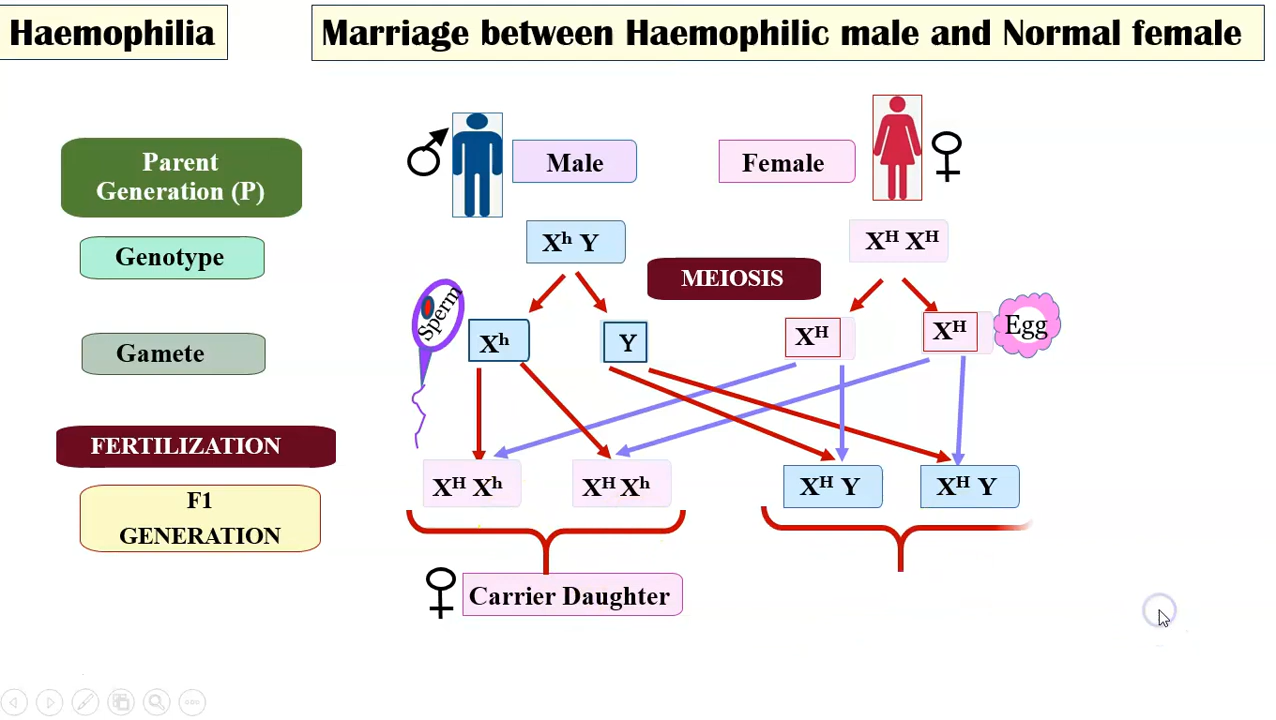 Haemophilia
Marriage between Haemophilic male and Normal female
Parent
Generation (P)
Male
Female
Genotype
Xʰ Y
Xᴴ Xᴴ
MEIOSIS
Sperm
Xʰ
Y
Xᴴ
Xᴴ
Egg
Gamete
FERTILIZATION
Xᴴ Xʰ
Xᴴ Xʰ
Xᴴ Y
Xᴴ Y
F1
GENERATION
Carrier Daughter